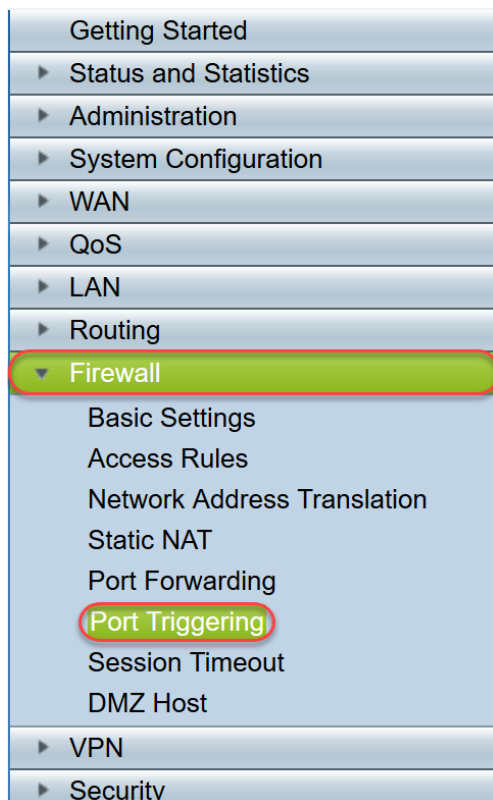 Getting Started
Status and Statistics
Administration
System Configuration
WAN
QoS
LAN
Routing
Firewall
Basic Settings
Access Rules
Network Address Translation
Static NAT
Port Forwarding
Port Triggering
Session Timeout
DMZ Host
VPN
Security